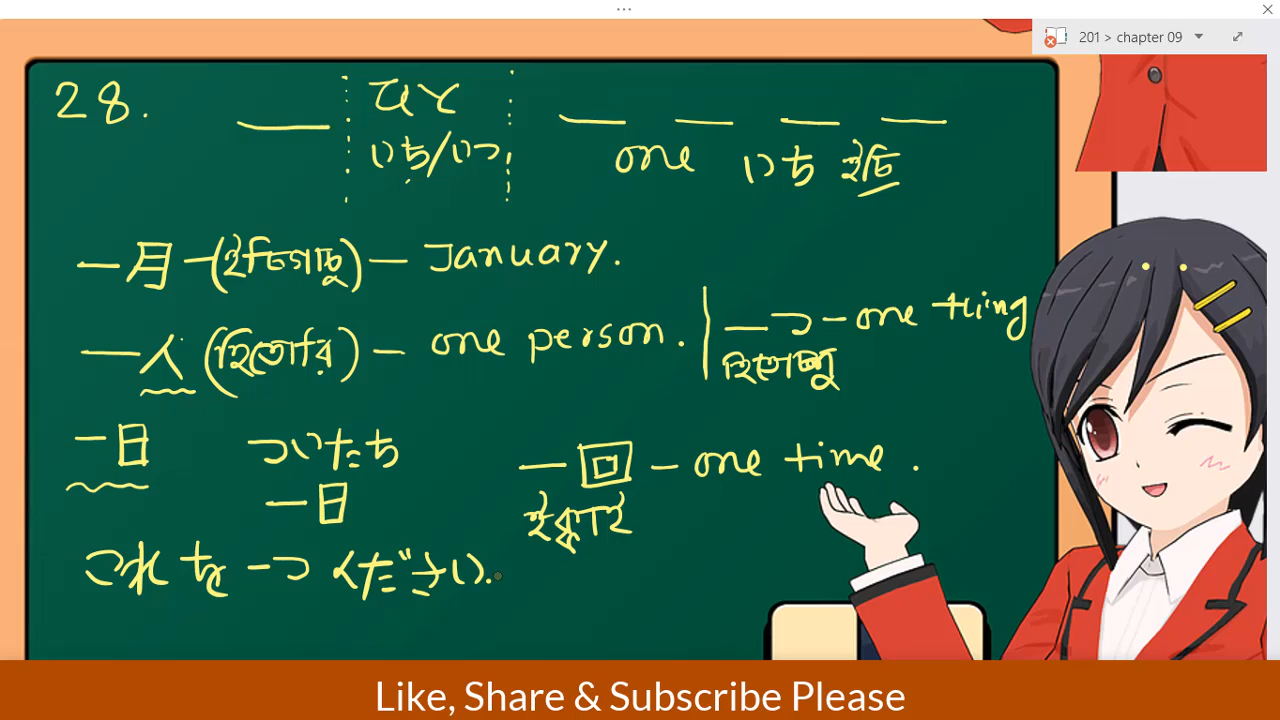 201 > chapter 09
28. 一 ひと 一 一 一 一
いち/いつ one いち ইচি
一月 - (ইচিগাচু) - January.
一人 (হিতোরি) - one person. 一つ - one thing
হিতোচ্চু
一日 ついたち 一回 - one time.
一日 ইক্কাই
これを一つください.
Like, Share & Subscribe Please